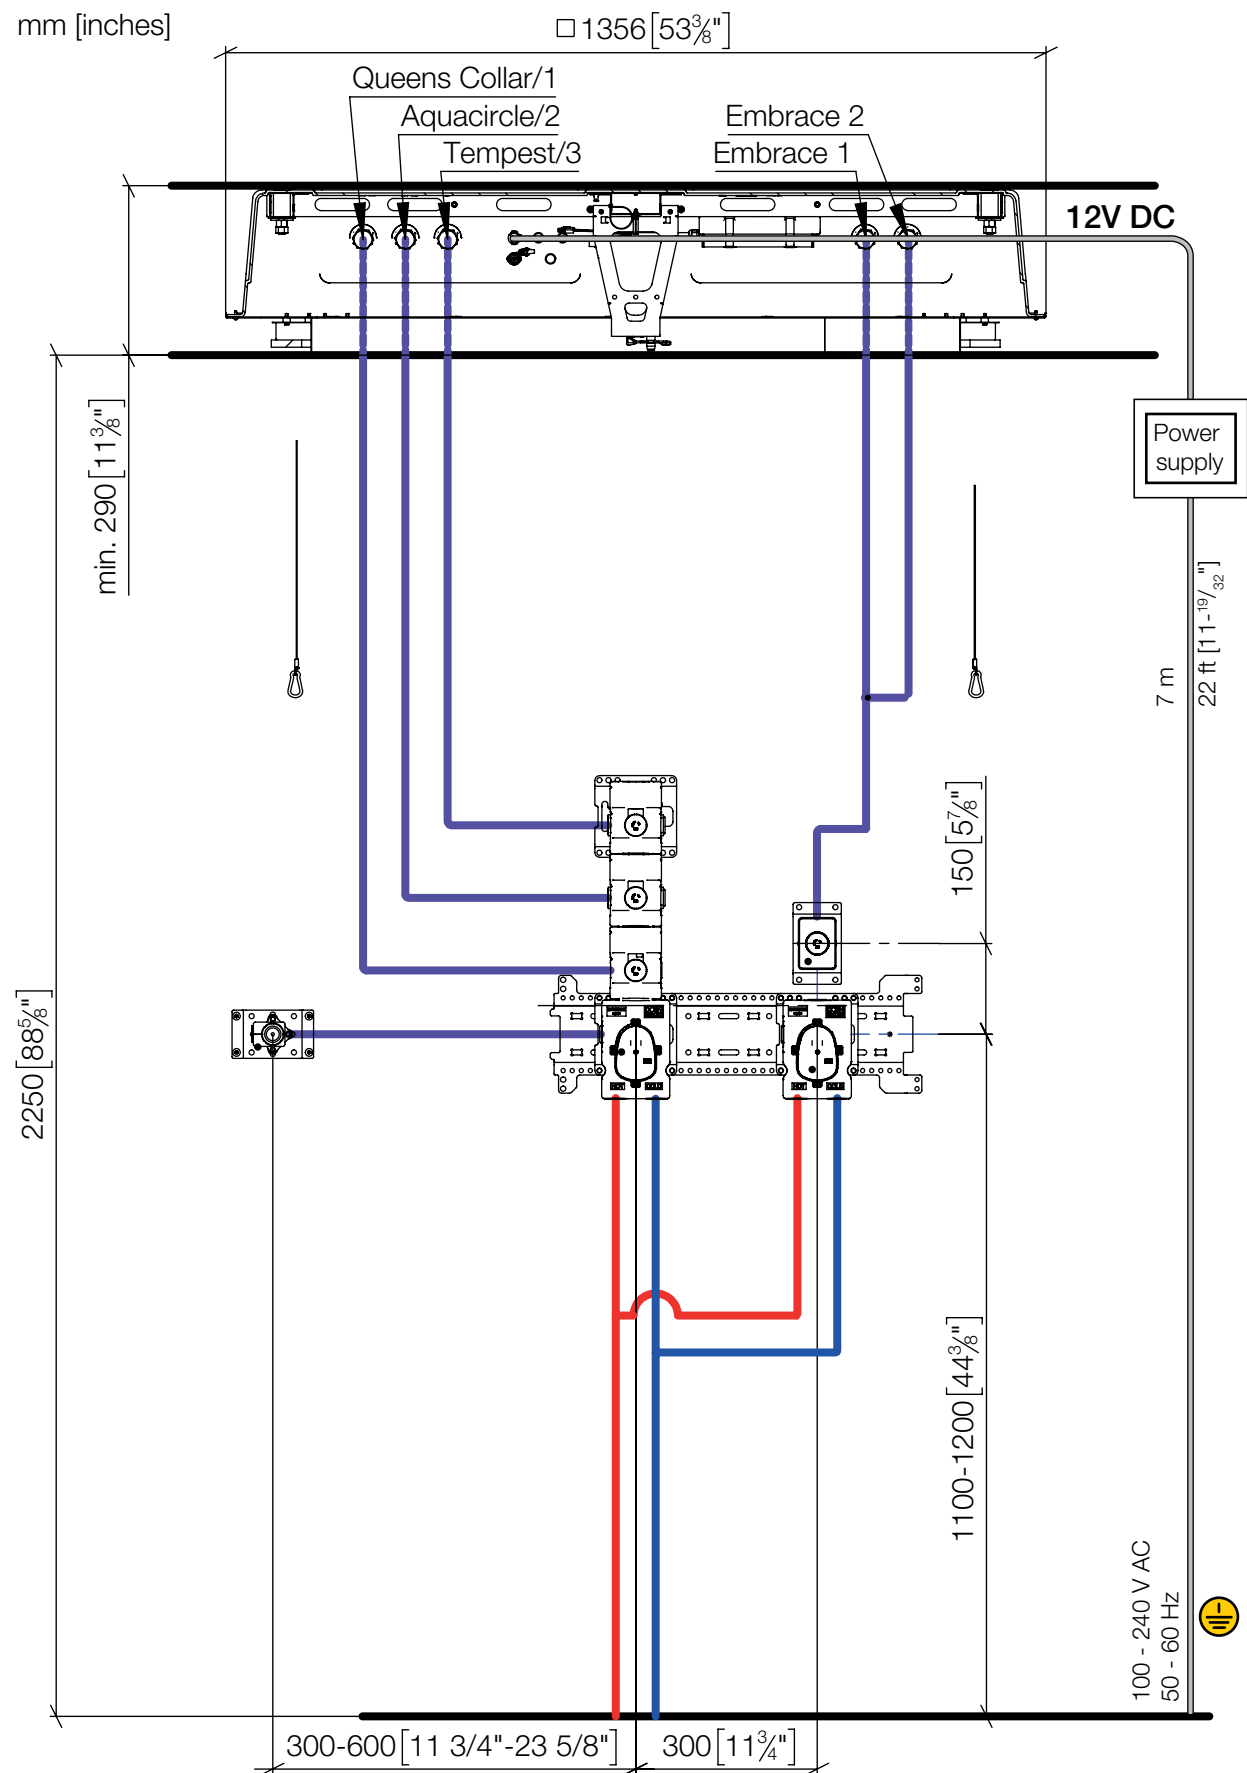 mm [inches]
□ 1356 [53⅜"]
Queens Collar/1
Aquacircle/2
Tempest/3
Embrace 2
Embrace 1
12V DC
min. 290 [11⅜"]
Power
supply
7 m
22 ft [11-19/32"]
150 [5⅞"]
2250 [88⅝"]
1100-1200 [44⅜"]
100 - 240 V AC
50 - 60 Hz
300-600 [11 3/4"-23 5/8"]
300 [11¾"]